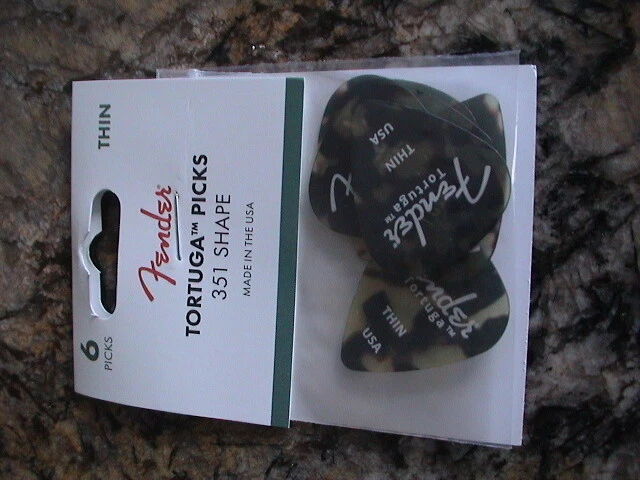 THIN
Fender
TORTUGA™ PICKS
351 SHAPE
MADE IN THE USA
6
PICKS
USA
THIN
Fender
Tortuga™
F
Tortuga™
THIN
USA